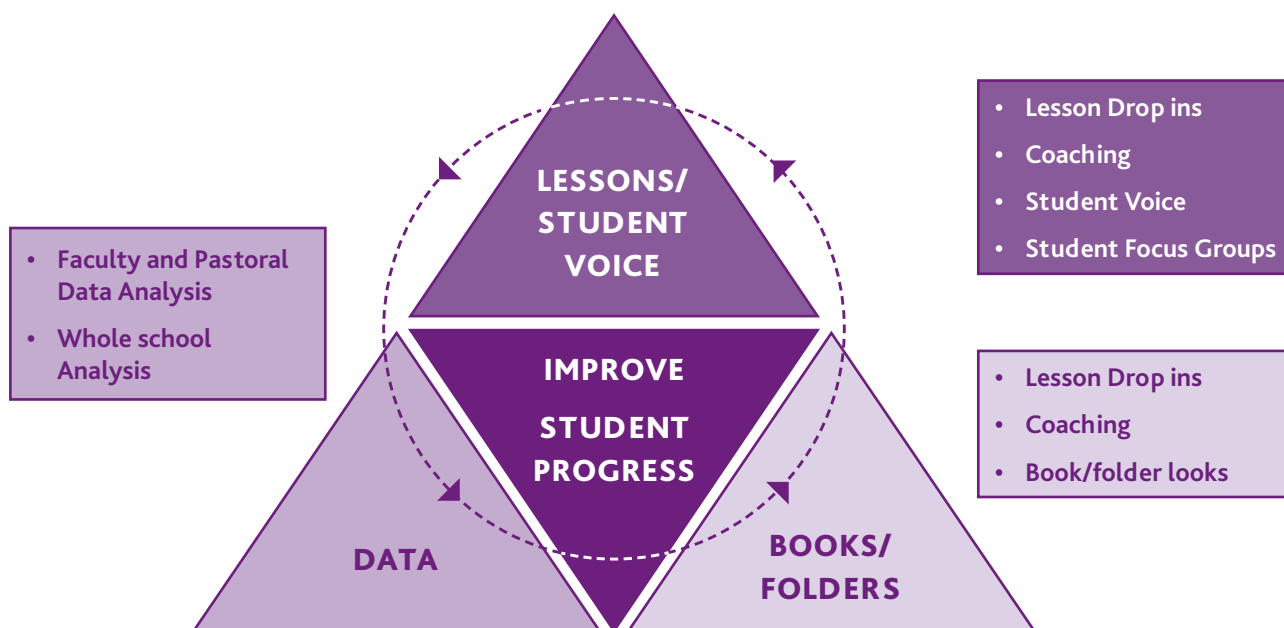 LESSONS/
STUDENT
VOICE
• Lesson Drop ins
• Coaching
• Student Voice
• Student Focus Groups
• Faculty and Pastoral
Data Analysis
• Whole school
Analysis
IMPROVE
STUDENT
PROGRESS
• Lesson Drop ins
• Coaching
• Book/folder looks
DATA
BOOKS/
FOLDERS